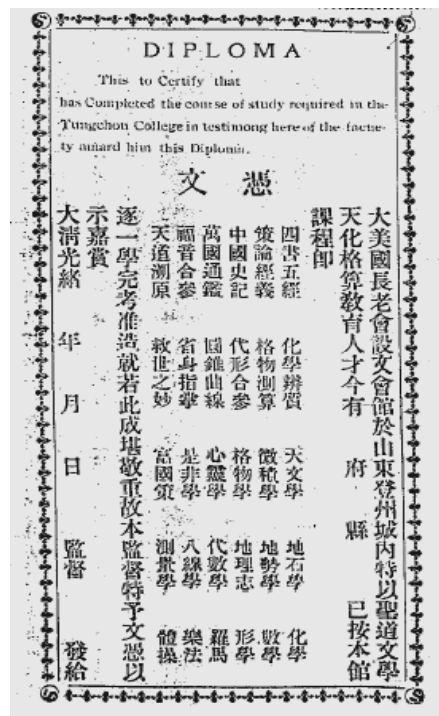 DIPLOMA
This to Certify that
has Completed the course of study required in the
Tungchou College in testimong here of the facne-
ty anard him this Diploma.
文 憑
大美國長老會設文會館於山東登州城內特以聖道文學
天化格算教育人才今有 府 縣 已按本館
課程即
四書五經 化學辨質 天文學 地石學 化學
策論經義 格物測算 微積學 地勢學 數學
中國史記 代形合參 格物學 地理志 形學
萬國通鑑 圓錐曲線 心靈學 代數學 羅馬
福音合參 省身指掌 是非學 八線學 樂法
天道溯原 救世之妙 富國策 測量學 體操
逐一學完考准造就若此成堪敬重故本監督特予文憑以
示嘉賞
大清光緒 年 月 日 監督 發給